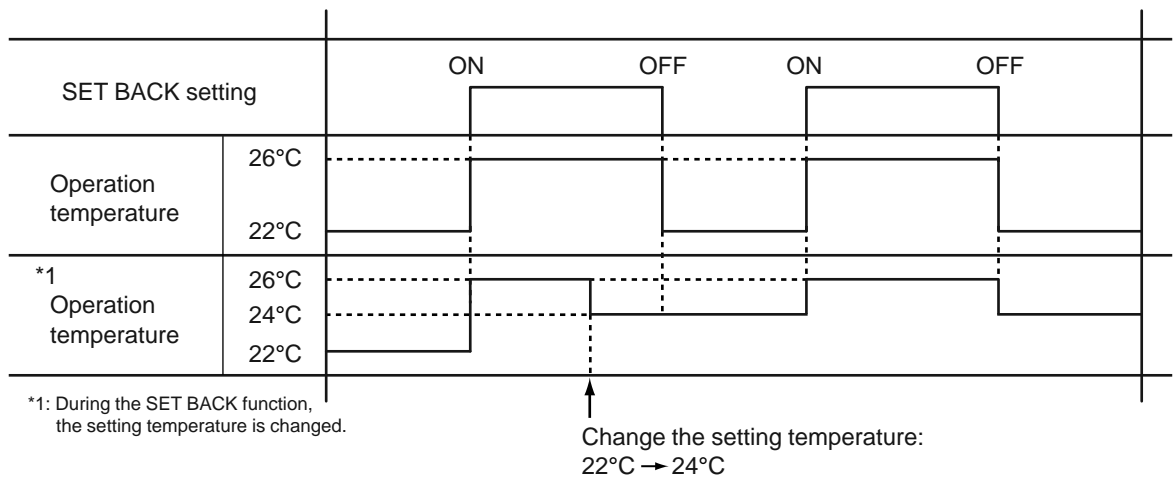 ON OFF ON OFF
SET BACK setting
26°C
Operation
temperature
22°C
*1
26°C
Operation
24°C
temperature
22°C
*1: During the SET BACK function,
the setting temperature is changed.
Change the setting temperature:
22°C → 24°C